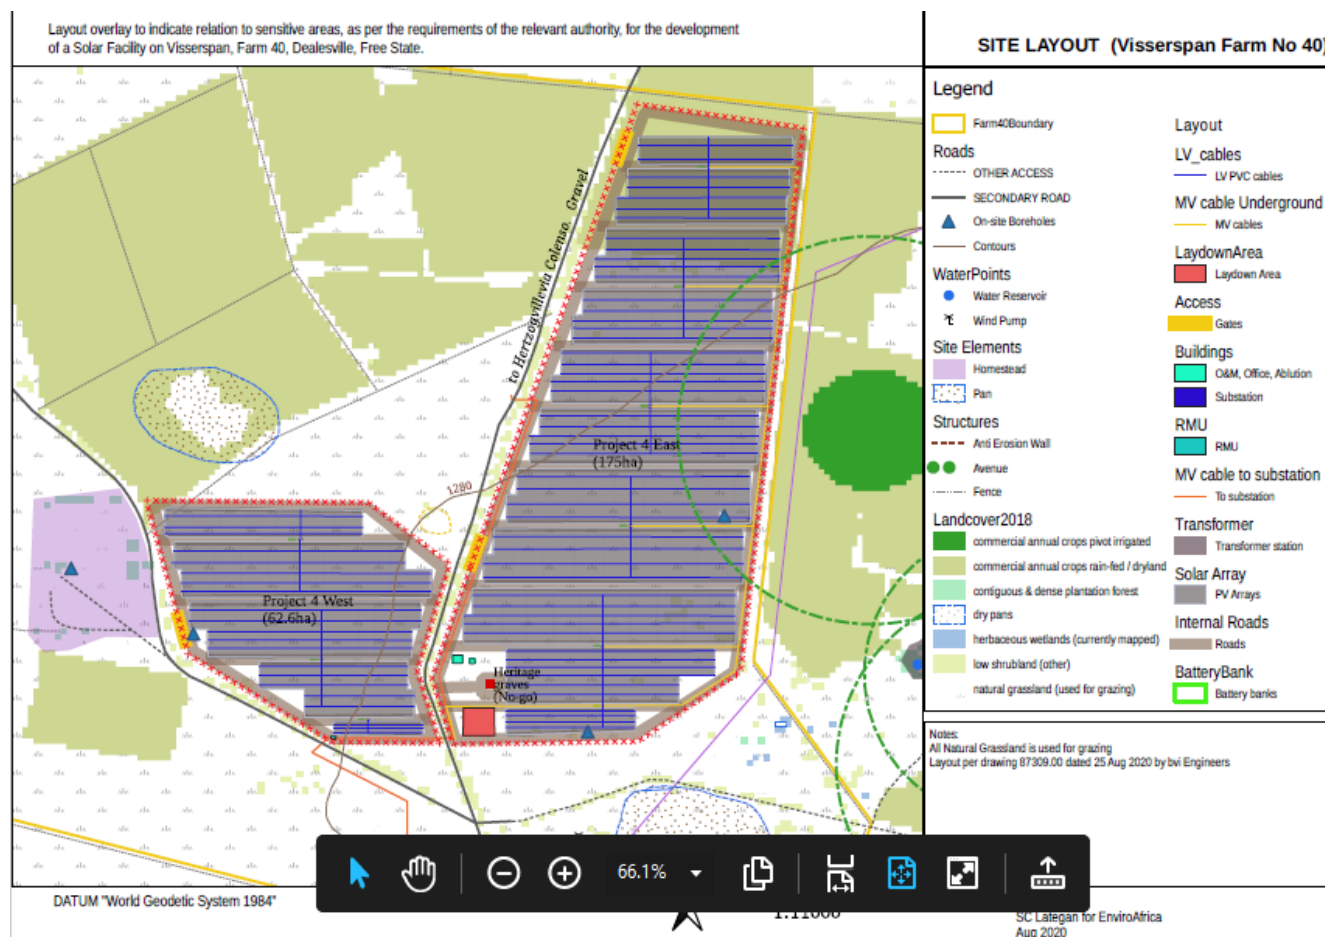 Layout overlay to indicate relation to sensitive areas, as per the requirements of the relevant authority, for the development
of a Solar Facility on Visserspan, Farm 40, Dealesville, Free State.
SITE LAYOUT (Visserspan Farm No 40)
Legend
Farm40Boundary
Roads
OTHER ACCESS
SECONDARY ROAD
On-site Boreholes
Contours
WaterPoints
Water Reservoir
Wind Pump
Site Elements
Homestead
Pan
Structures
Anti Erosion Wall
Avenue
Fence
Landcover2018
commercial annual crops pivot irrigated
commercial annual crops rain-fed / dryland
contiguous & dense plantation forest
dry pans
herbaceous wetlands (currently mapped)
low shrubland (other)
natural grassland (used for grazing)
Layout
LV_cables
LV PVC cables
MV cable Underground
MV cables
LaydownArea
Laydown Area
Access
Gates
Buildings
O&M, Office, Ablution
Substation
RMU
RMU
MV cable to substation
To substation
Transformer
Transformer station
Solar Array
PV Arrays
Internal Roads
Roads
BatteryBank
Battery banks
to Hertzogvillevia Colenso. Gravel
Project 4 East
(175ha)
1280
Project 4 West
(62.6ha)
Heritage
graves
(No-go)
Notes:
All Natural Grassland is used for grazing
Layout per drawing 87309.00 dated 25 Aug 2020 by bvi Engineers
66.1%
DATUM "World Geodetic System 1984"
1:11000
SC Lategan for EnviroAfrica
Aug 2020